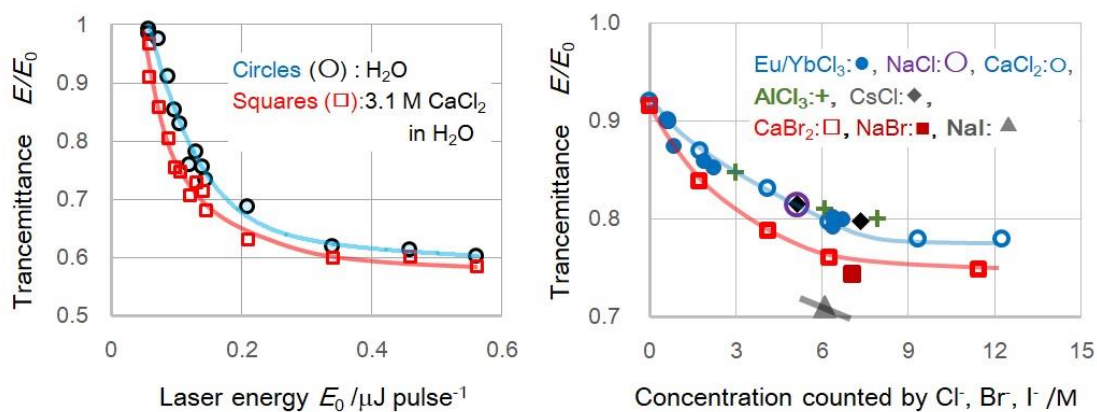 Trancemittance E/E₀
1
0.9
0.8
0.7
0.6
0.5
0
0.2
0.4
0.6
Circles (O) : H₂O
Squares (□):3.1 M CaCl₂
in H₂O
Laser energy E₀ /μJ pulse⁻¹
Trancemittance E/E₀
1.0
0.9
0.8
0.7
0
3
6
9
12
15
Eu/YbCl₃:●, NaCl:O, CaCl₂:o,
AlCl₃:+, CsCl:◆,
CaBr₂:□, NaBr:■, NaI:▲
Concentration counted by Cl⁻, Br⁻, I⁻ /M